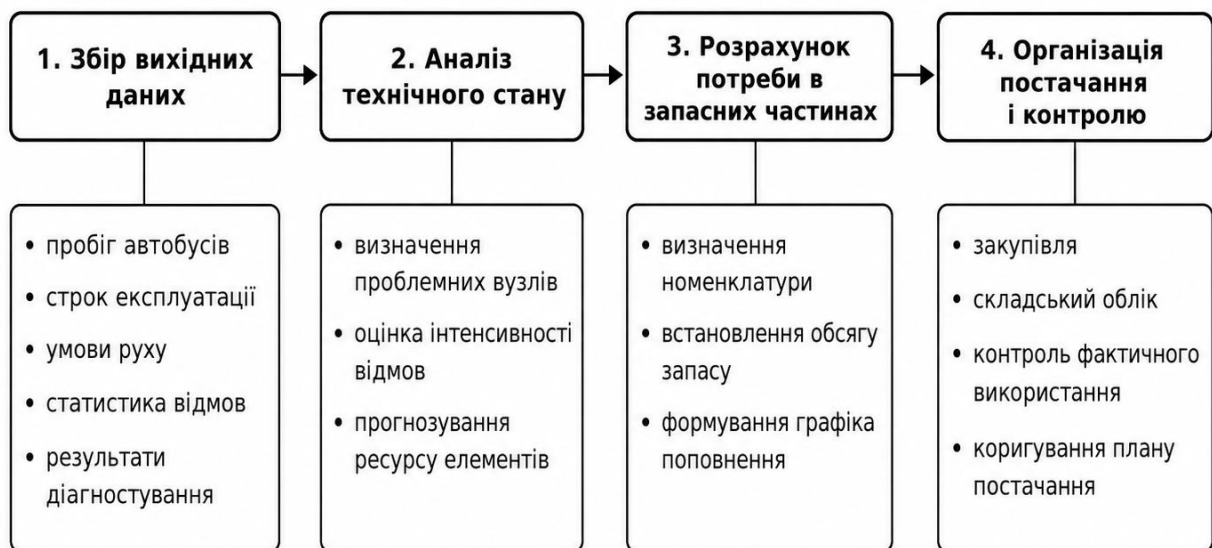 1. Збір вихідних
даних
2. Аналіз
технічного стану
3. Розрахунок
потреби в
запасних частинах
4. Організація
постачання
і контролю
• пробіг автобусів
• строк експлуатації
• умови руху
• статистика відмов
• результати
діагностування
• визначення
проблемних вузлів
• оцінка інтенсивності
відмов
• прогнозування
ресурсу елементів
• визначення
номенклатури
• встановлення обсягу
запасу
• формування графіка
поповнення
• закупівля
• складський облік
• контроль фактичного
використання
• коригування плану
постачання